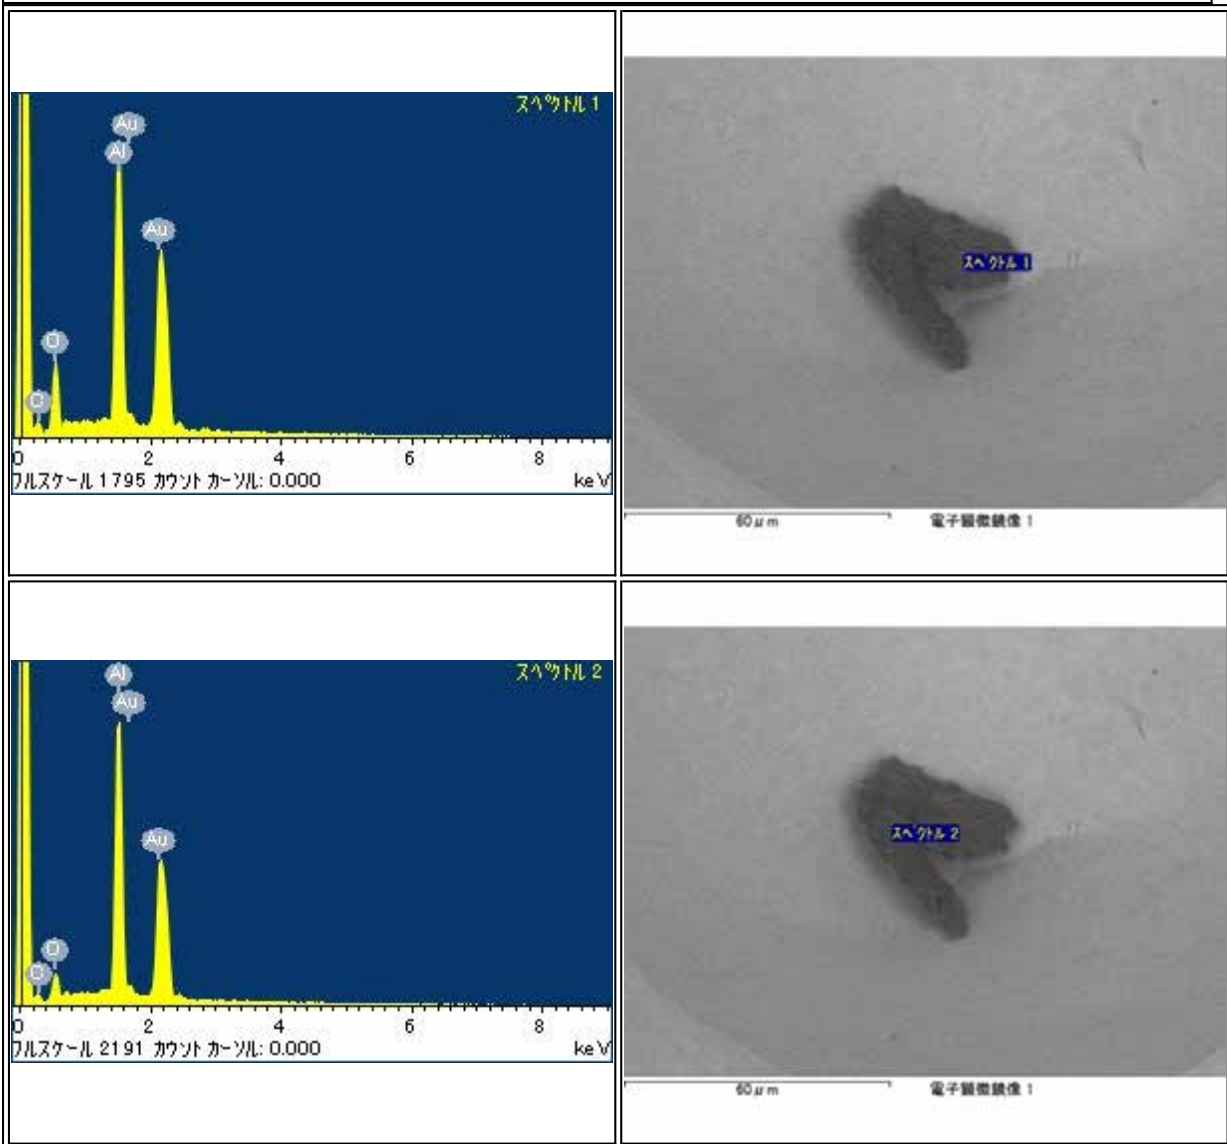 スペクトル 1
Au
Al
Au
O
C
0 2 4 6 8
フルスケール 1795 カウント カーソル: 0.000 keV
スペクトル 1
60μm 電子顕微鏡像 1
スペクトル 2
Al
Au
Au
O
C
0 2 4 6 8
フルスケール 2191 カウント カーソル: 0.000 keV
スペクトル 2
60μm 電子顕微鏡像 1